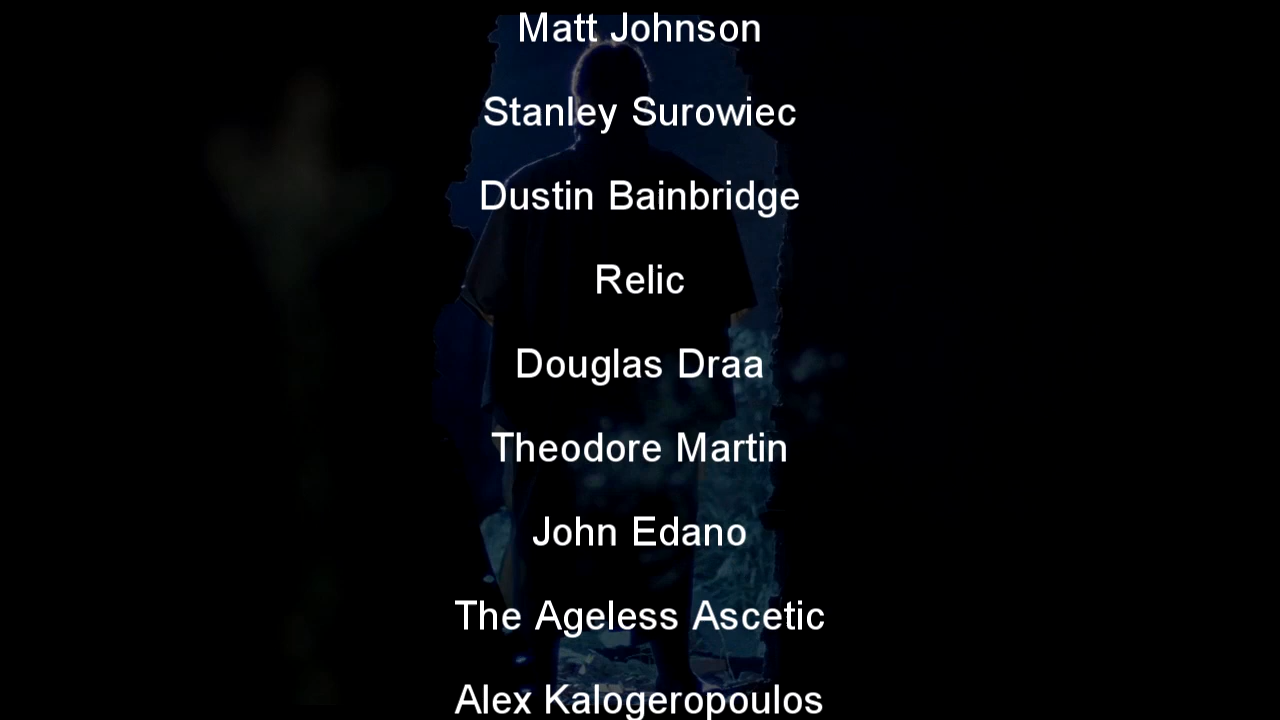 Matt Johnson
Stanley Surowiec
Dustin Bainbridge
Relic
Douglas Draa
Theodore Martin
John Edano
The Ageless Ascetic
Alex Kalogeropoulos